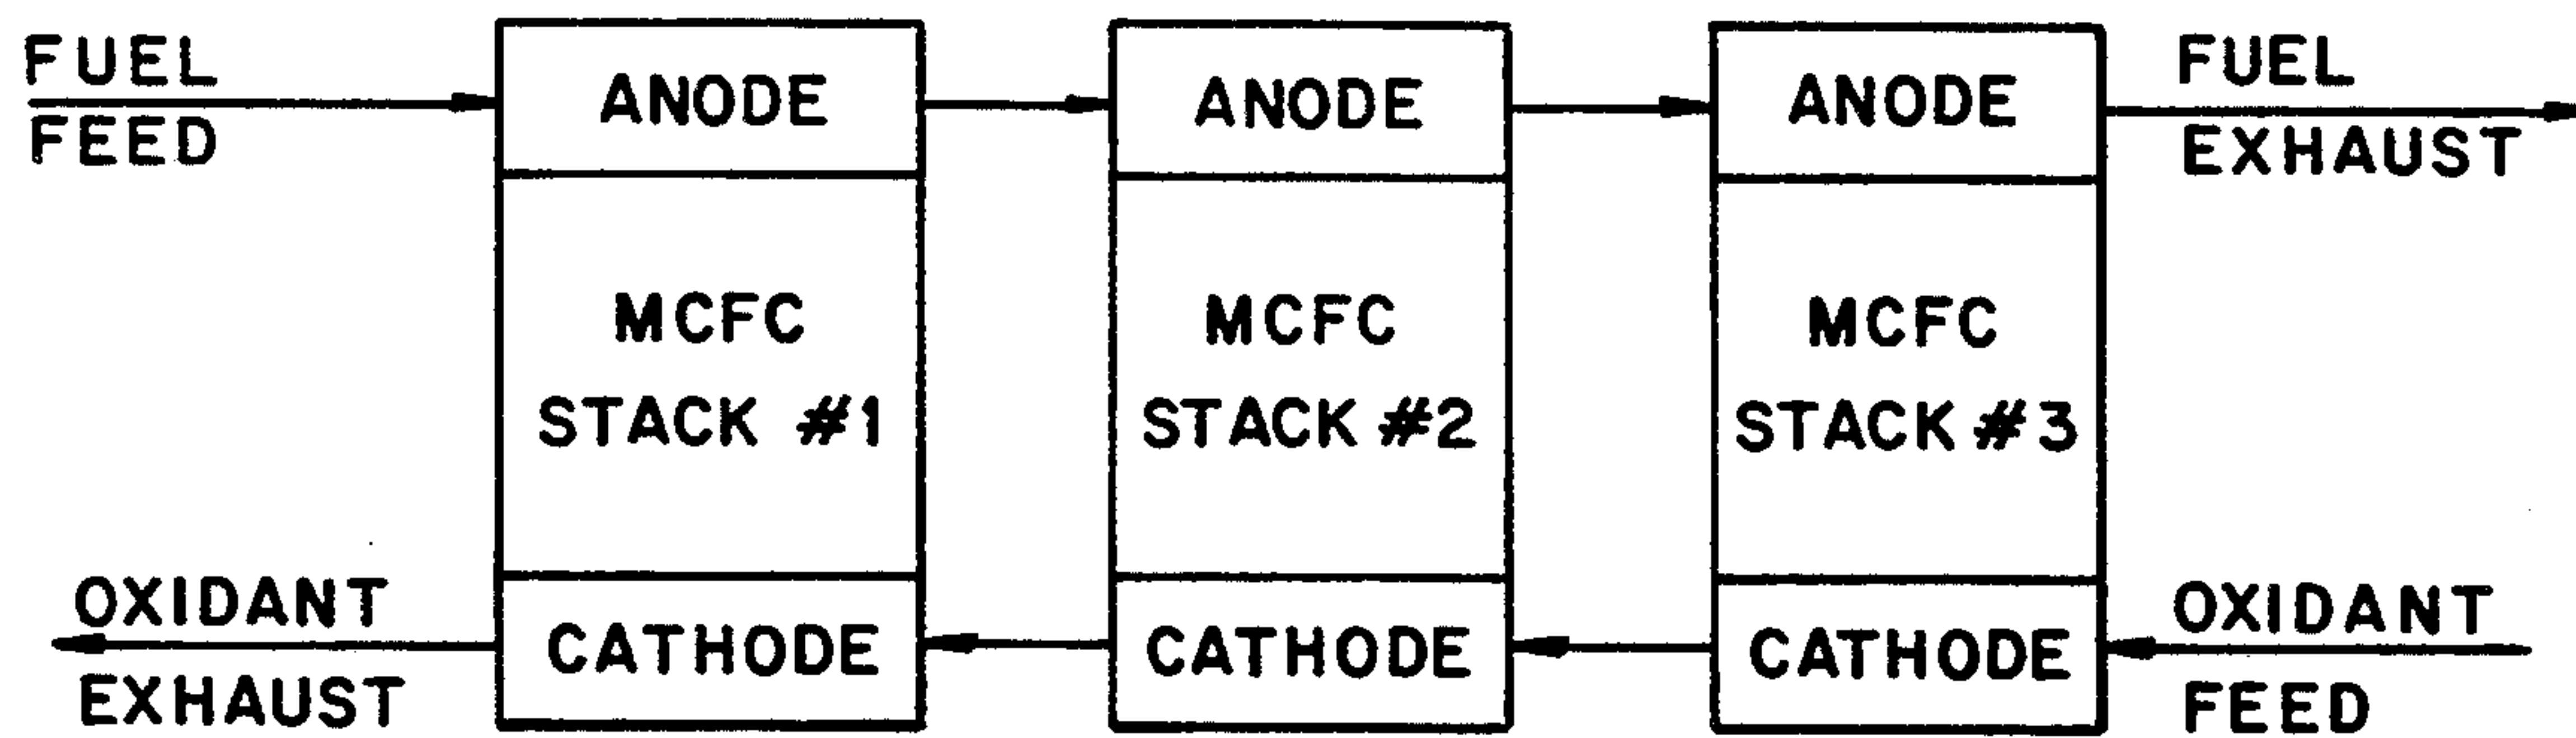 FUEL
FEED
ANODE
MCFC
STACK #1
CATHODE
OXIDANT
EXHAUST
ANODE
MCFC
STACK #2
CATHODE
ANODE
MCFC
STACK #3
CATHODE
FUEL
EXHAUST
OXIDANT
FEED